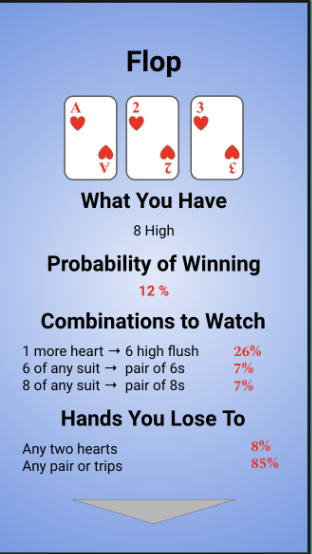 Flop
A 2 3
A 2 3
What You Have
8 High
Probability of Winning
12 %
Combinations to Watch
1 more heart → 6 high flush 26%
6 of any suit → pair of 6s 7%
8 of any suit → pair of 8s 7%
Hands You Lose To
Any two hearts 8%
Any pair or trips 85%